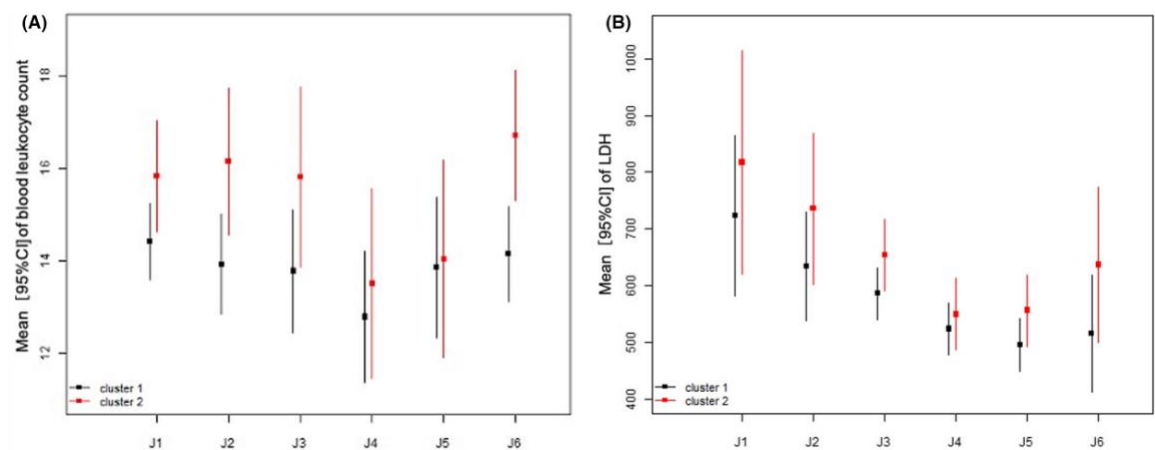 (A)
Mean [95%CI] of blood leukocyte count
18
16
14
12
cluster 1
cluster 2
J1 J2 J3 J4 J5 J6
(B)
Mean [95%CI] of LDH
1000
900
800
700
600
500
400
cluster 1
cluster 2
J1 J2 J3 J4 J5 J6